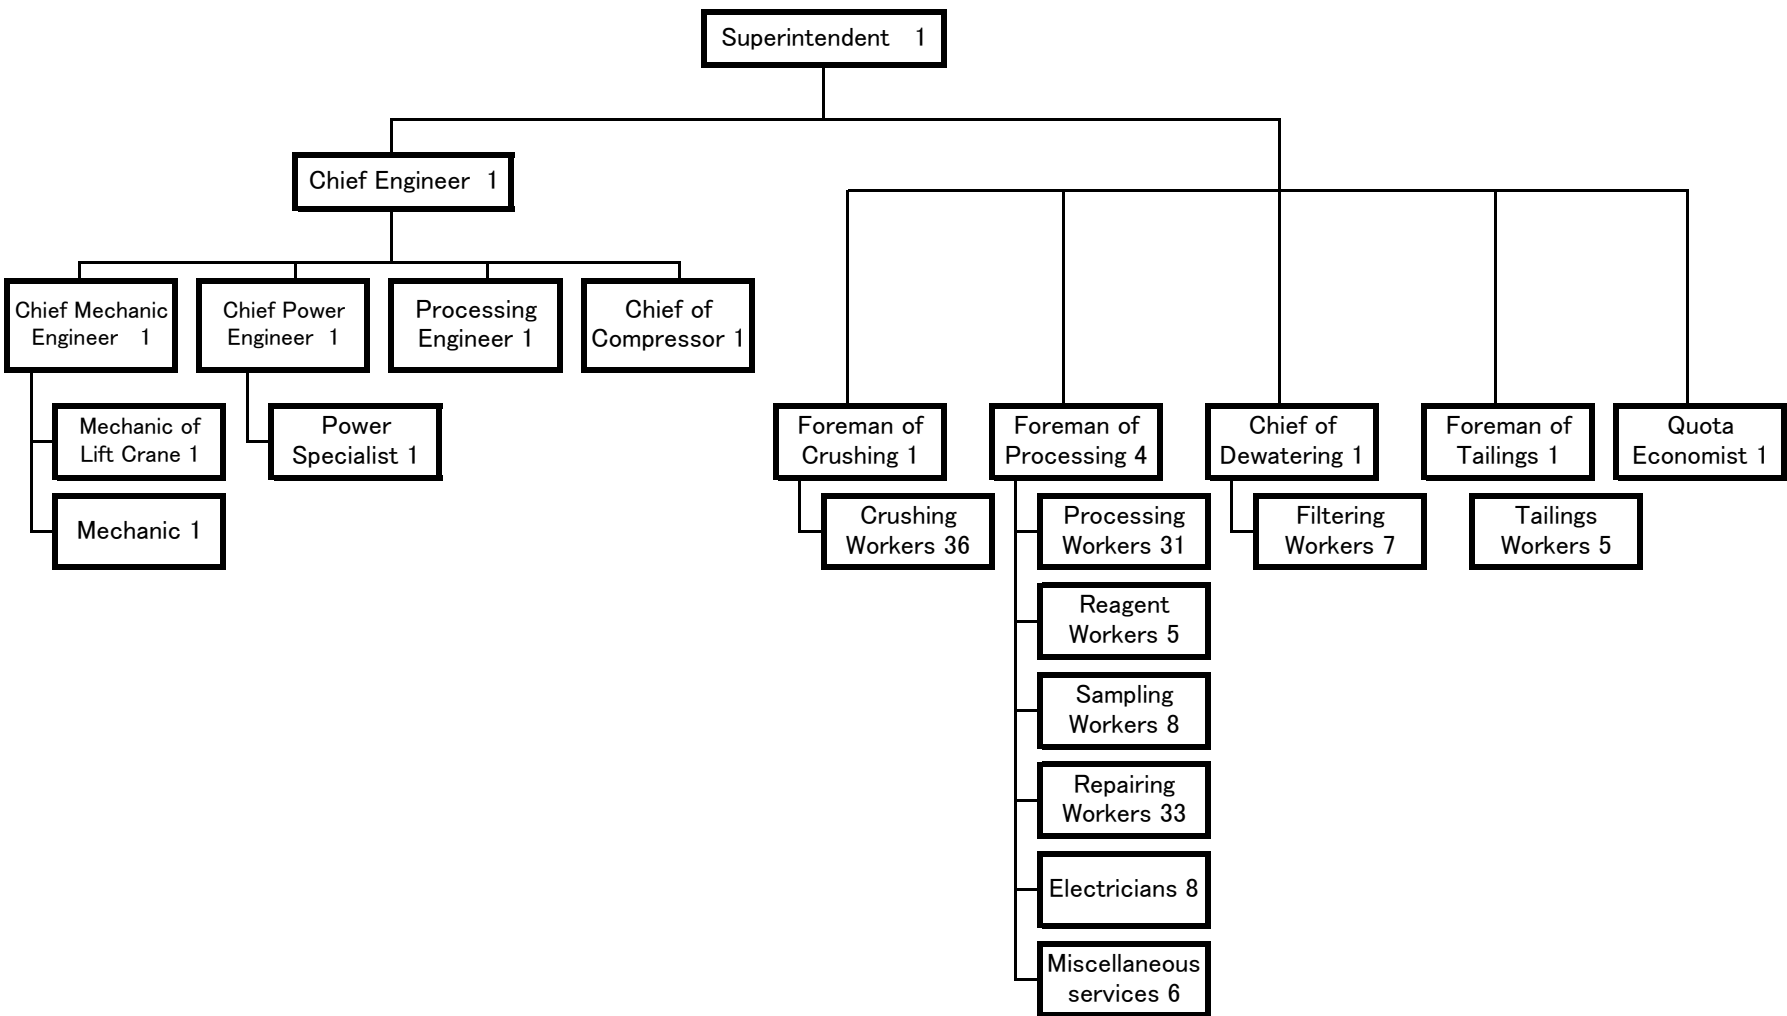 Superintendent 1
Chief Engineer 1
Chief Mechanic
Engineer 1
Chief Power
Engineer 1
Processing
Engineer 1
Chief of
Compressor 1
Mechanic of
Lift Crane 1
Power
Specialist 1
Mechanic 1
Foreman of
Crushing 1
Foreman of
Processing 4
Chief of
Dewatering 1
Foreman of
Tailings 1
Quota
Economist 1
Crushing
Workers 36
Processing
Workers 31
Filtering
Workers 7
Tailings
Workers 5
Reagent
Workers 5
Sampling
Workers 8
Repairing
Workers 33
Electricians 8
Miscellaneous
services 6